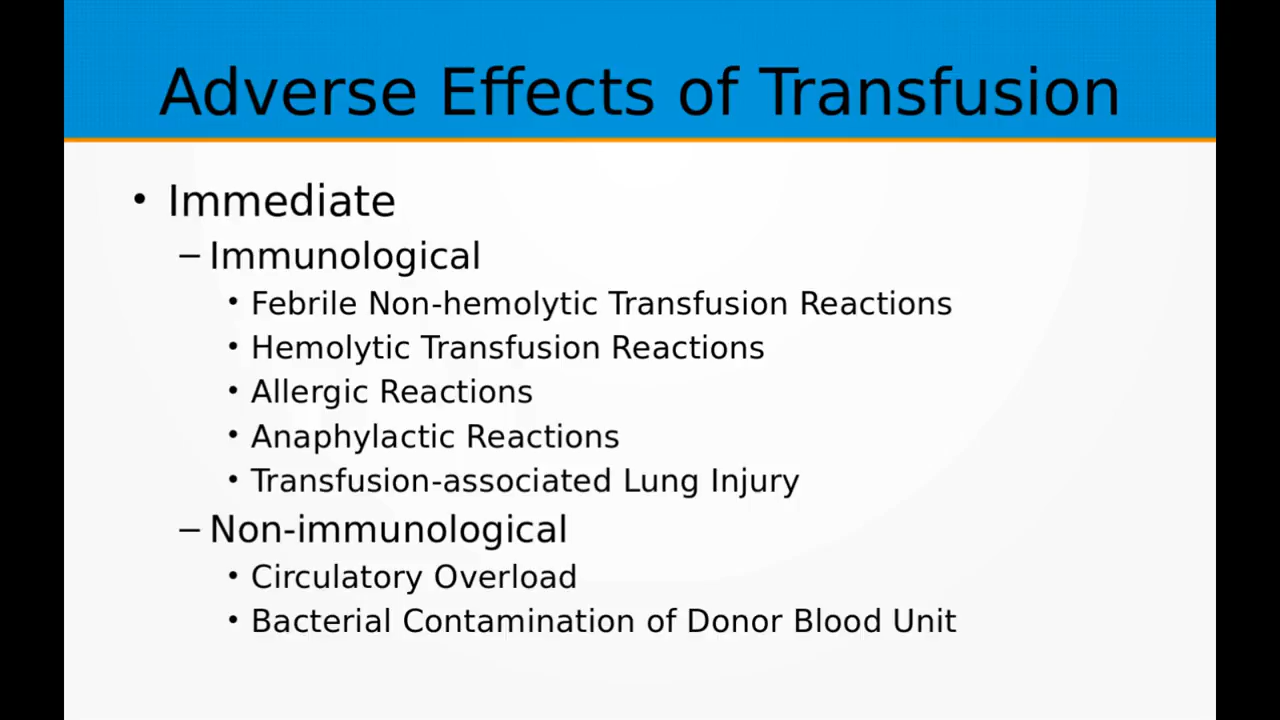 Adverse Effects of Transfusion
• Immediate
– Immunological
• Febrile Non-hemolytic Transfusion Reactions
• Hemolytic Transfusion Reactions
• Allergic Reactions
• Anaphylactic Reactions
• Transfusion-associated Lung Injury
– Non-immunological
• Circulatory Overload
• Bacterial Contamination of Donor Blood Unit